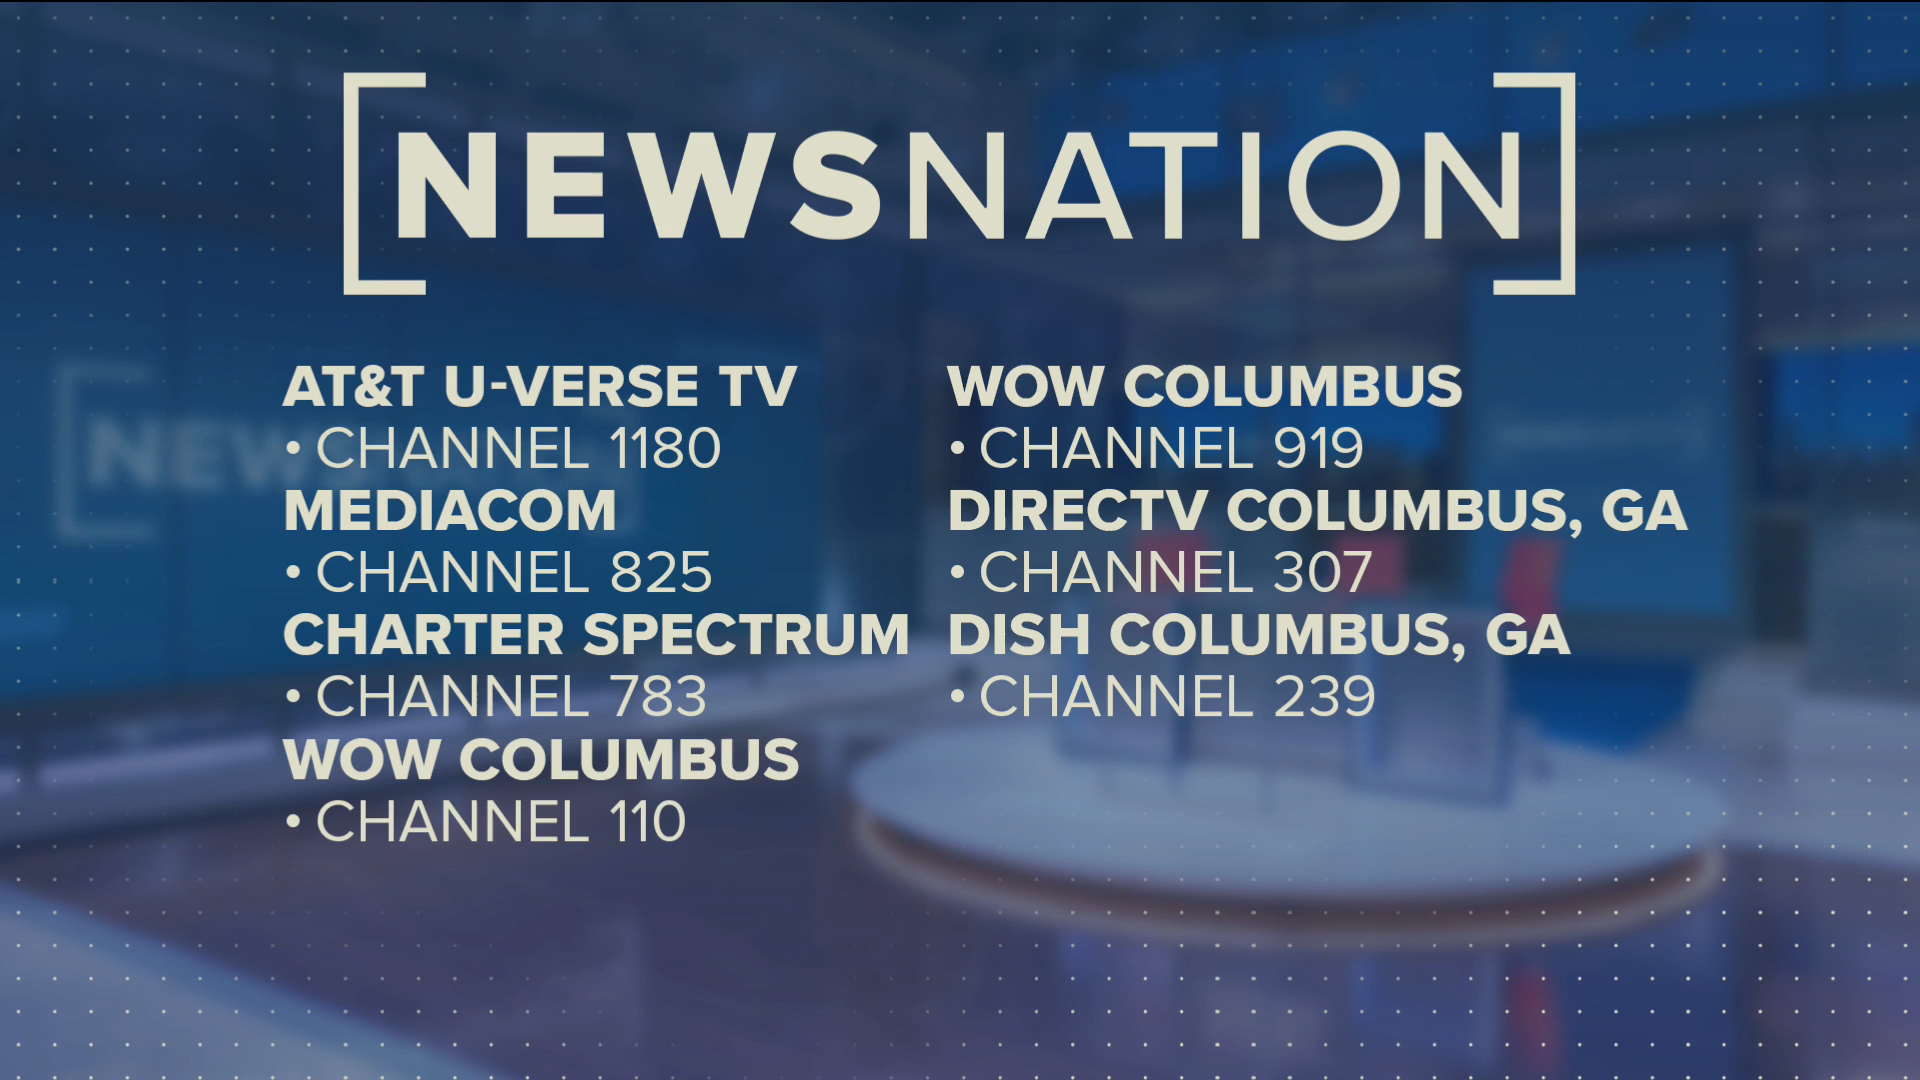 [NEWSNATION]
AT&T U-VERSE TV
• CHANNEL 1180
MEDIACOM
• CHANNEL 825
CHARTER SPECTRUM
• CHANNEL 783
WOW COLUMBUS
• CHANNEL 110
WOW COLUMBUS
• CHANNEL 919
DIRECTV COLUMBUS, GA
• CHANNEL 307
DISH COLUMBUS, GA
• CHANNEL 239